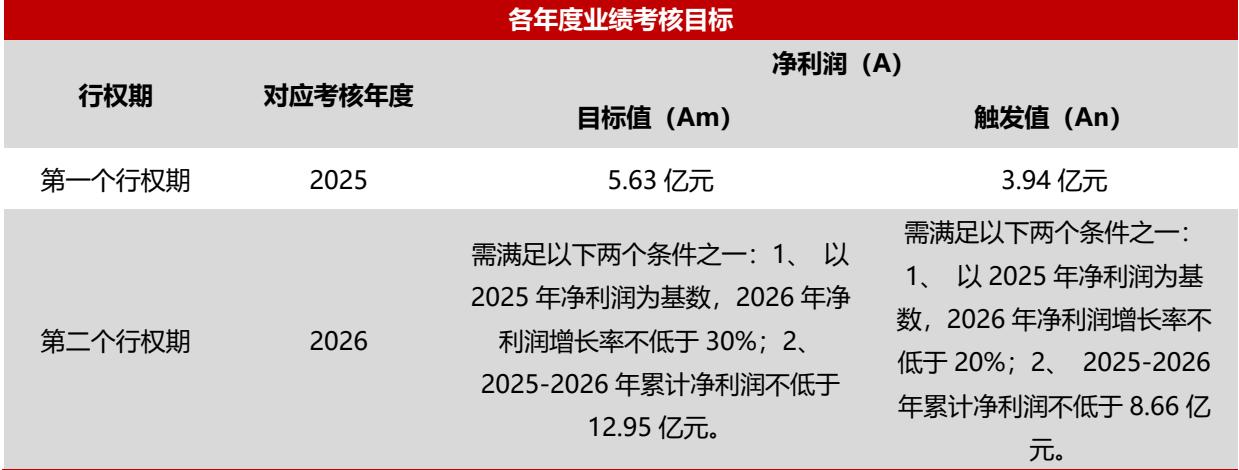 各年度业绩考核目标
行权期
对应考核年度
净利润（A）
目标值（Am）
触发值（An）
第一个行权期
2025
5.63 亿元
3.94 亿元
第二个行权期
2026
需满足以下两个条件之一：1、 以
2025 年净利润为基数，2026 年净
利润增长率不低于 30%；2、
2025-2026 年累计净利润不低于
12.95 亿元。
需满足以下两个条件之一：
1、 以 2025 年净利润为基
数，2026 年净利润增长率不
低于 20%；2、 2025-2026
年累计净利润不低于 8.66 亿
元。